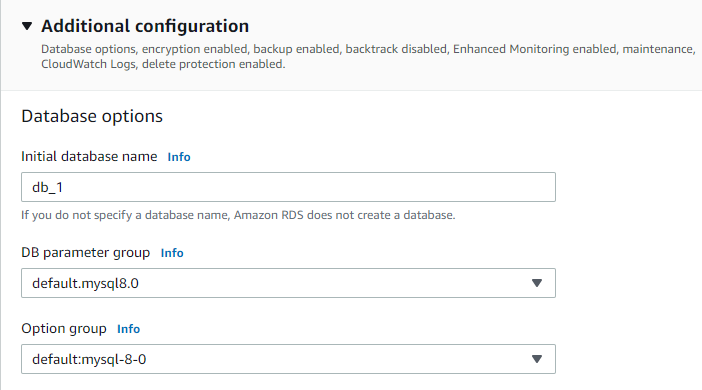 Additional configuration
Database options, encryption enabled, backup enabled, backtrack disabled, Enhanced Monitoring enabled, maintenance,
CloudWatch Logs, delete protection enabled.
Database options
Initial database name Info
db_1
If you do not specify a database name, Amazon RDS does not create a database.
DB parameter group Info
default.mysql8.0
Option group Info
default:mysql-8-0